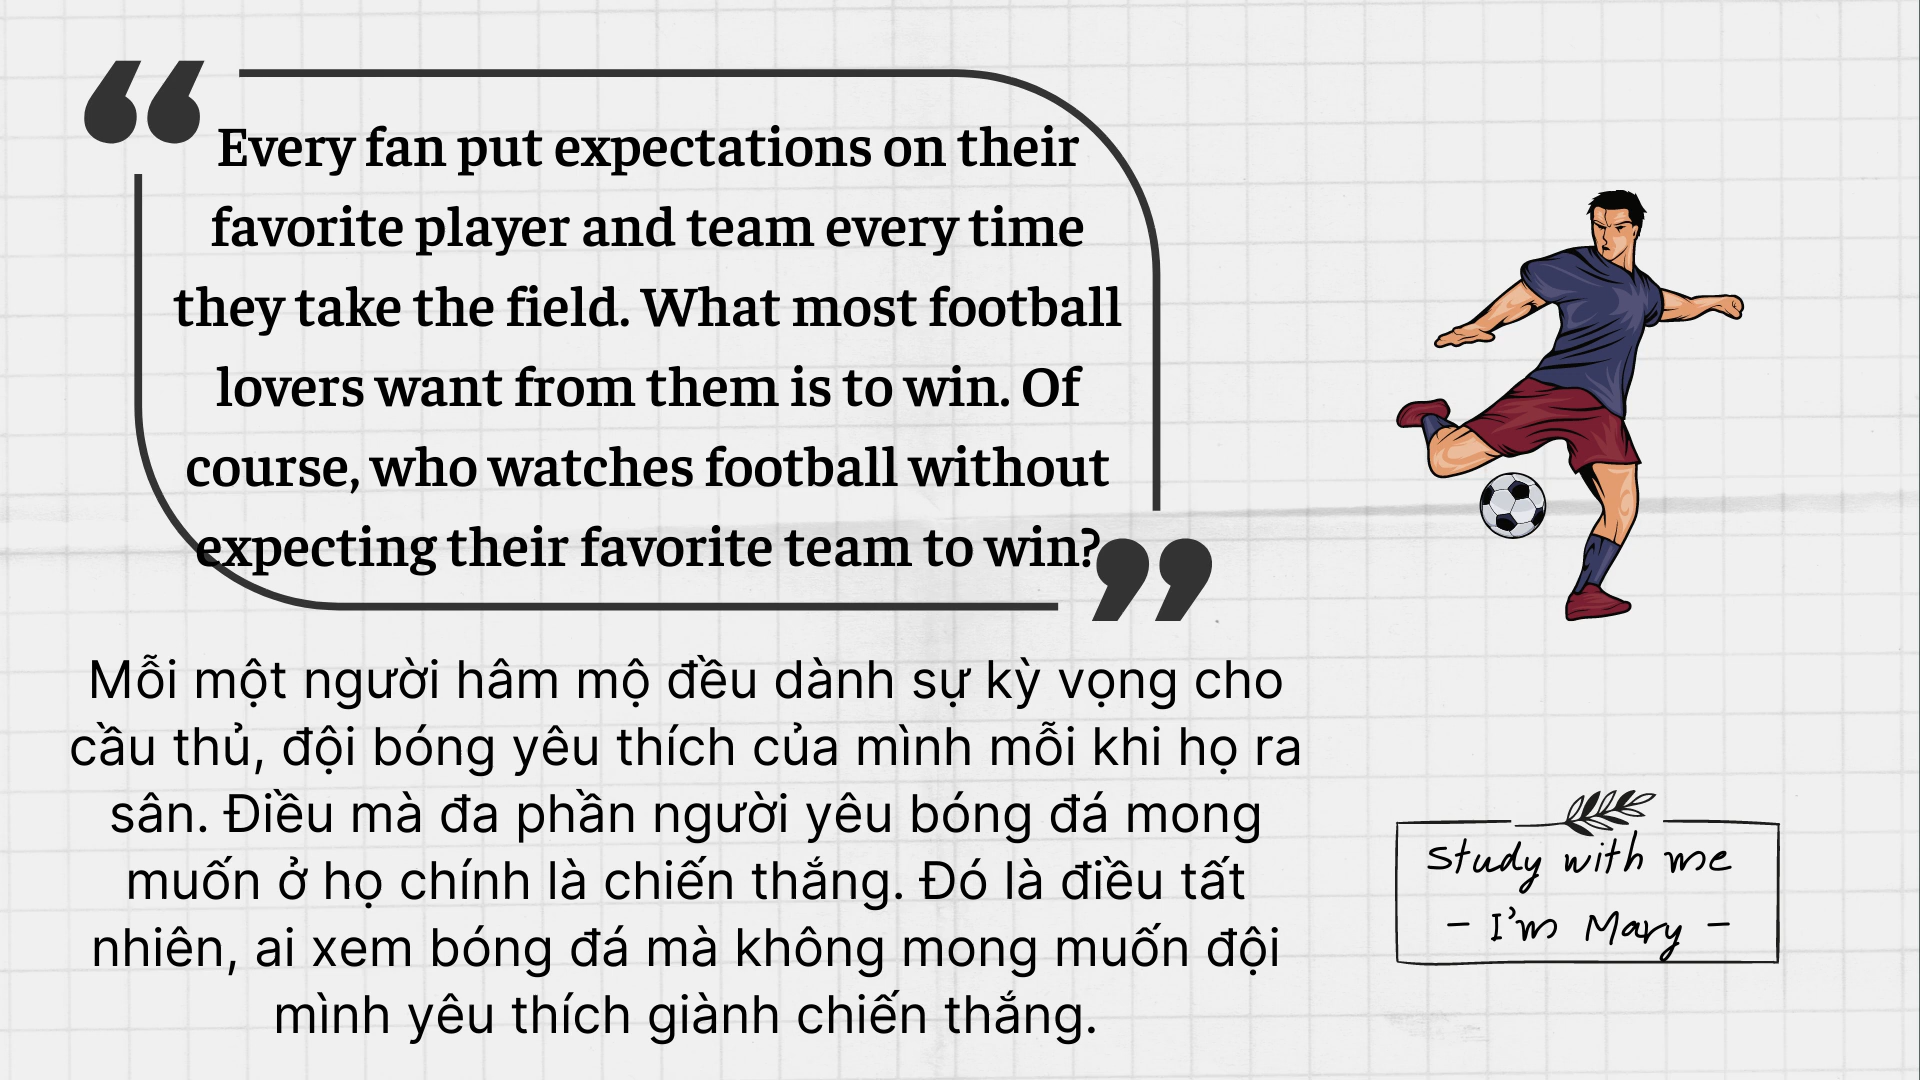 Every fan put expectations on their
favorite player and team every time
they take the field. What most football
lovers want from them is to win. Of
course, who watches football without
expecting their favorite team to win?
Mỗi một người hâm mộ đều dành sự kỳ vọng cho
cầu thủ, đội bóng yêu thích của mình mỗi khi họ ra
sân. Điều mà đa phần người yêu bóng đá mong
muốn ở họ chính là chiến thắng. Đó là điều tất
nhiên, ai xem bóng đá mà không mong muốn đội
mình yêu thích giành chiến thắng.
Study with me
- I'm Mary -